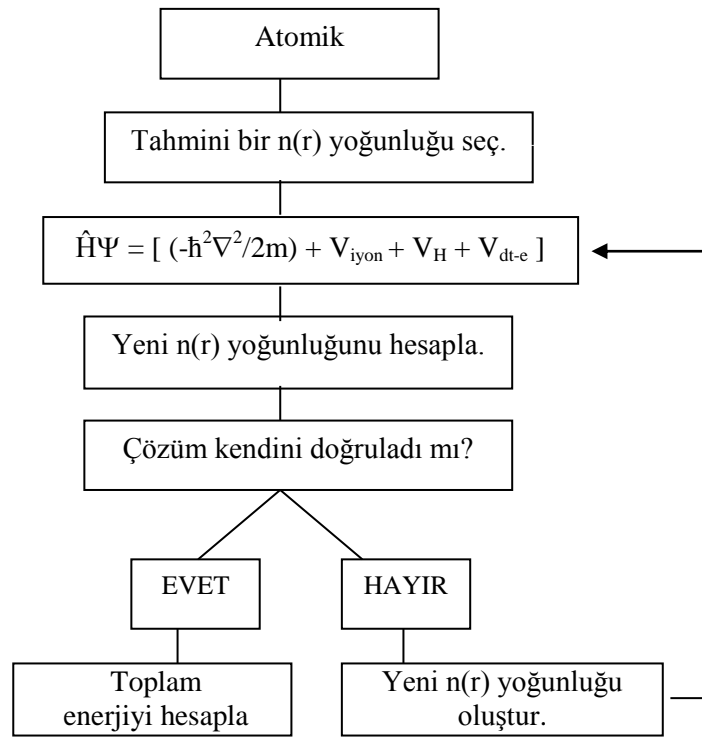 Atomik
Tahmini bir n(r) yoğunluğu seç.
ĤΨ = [ (-ħ²∇²/2m) + V_iyon + V_H + V_dt-e ]
Yeni n(r) yoğunluğunu hesapla.
Çözüm kendini doğruladı mı?
EVET
HAYIR
Toplam
enerjiyi hesapla
Yeni n(r) yoğunluğu
oluştur.